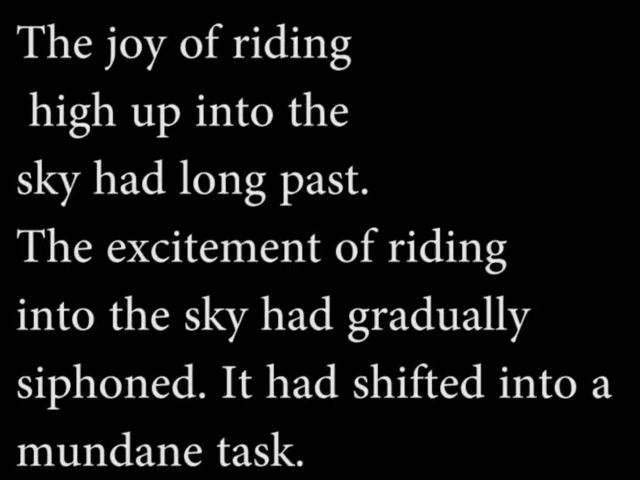 The joy of riding
high up into the
sky had long past.
The excitement of riding
into the sky had gradually
siphoned. It had shifted into a
mundane task.